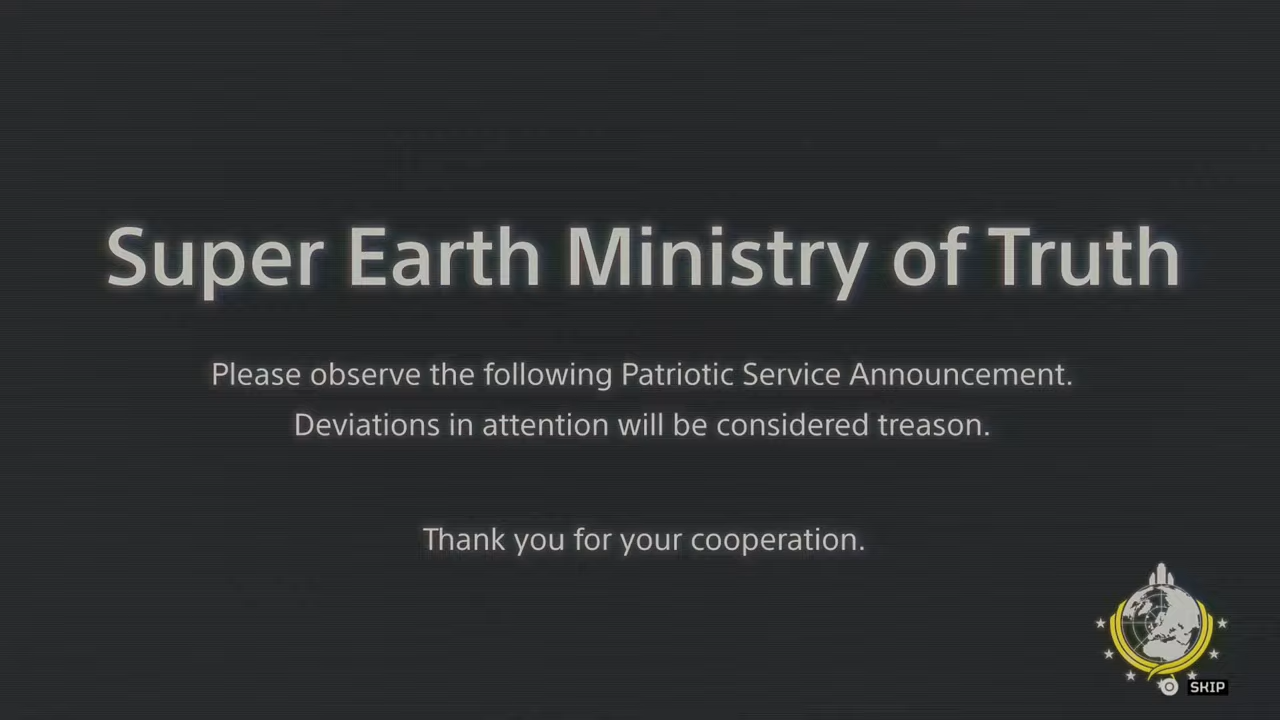 Super Earth Ministry of Truth
Please observe the following Patriotic Service Announcement.
Deviations in attention will be considered treason.
Thank you for your cooperation.
SKIP